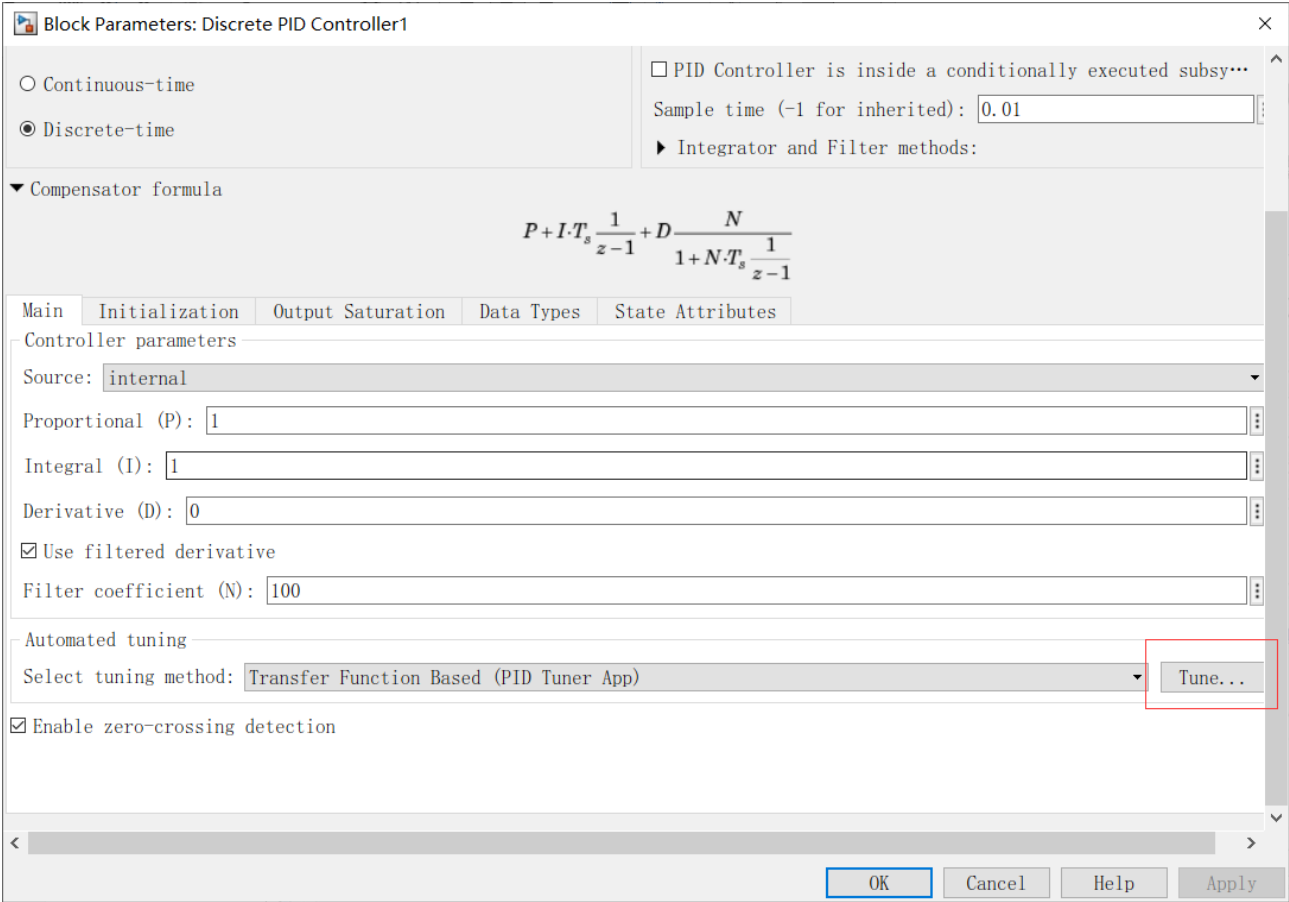 Block Parameters: Discrete PID Controller1
Continuous-time
Discrete-time
PID Controller is inside a conditionally executed subsy…
Sample time (-1 for inherited): 0.01
Integrator and Filter methods:
Compensator formula
P + I·T_s 1/(z−1) + D N/(1 + N·T_s 1/(z−1))
Main Initialization Output Saturation Data Types State Attributes
Controller parameters
Source: internal
Proportional (P): 1
Integral (I): 1
Derivative (D): 0
Use filtered derivative
Filter coefficient (N): 100
Automated tuning
Select tuning method: Transfer Function Based (PID Tuner App) Tune...
Enable zero-crossing detection
OK Cancel Help Apply